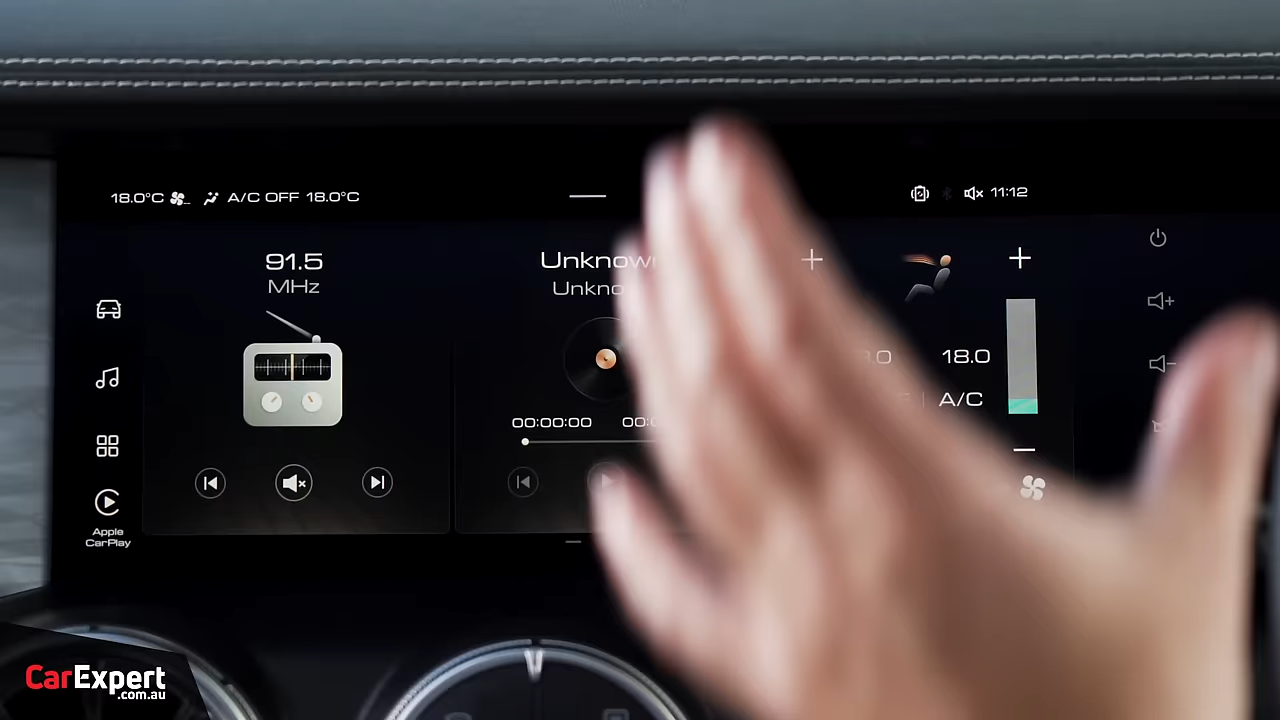 18.0°C A/C OFF 18.0°C
11:12
91.5
MHz
Unknow
Unkno
00:00:00 00:
18.0
A/C
Apple
CarPlay
CarExpert
.com.au